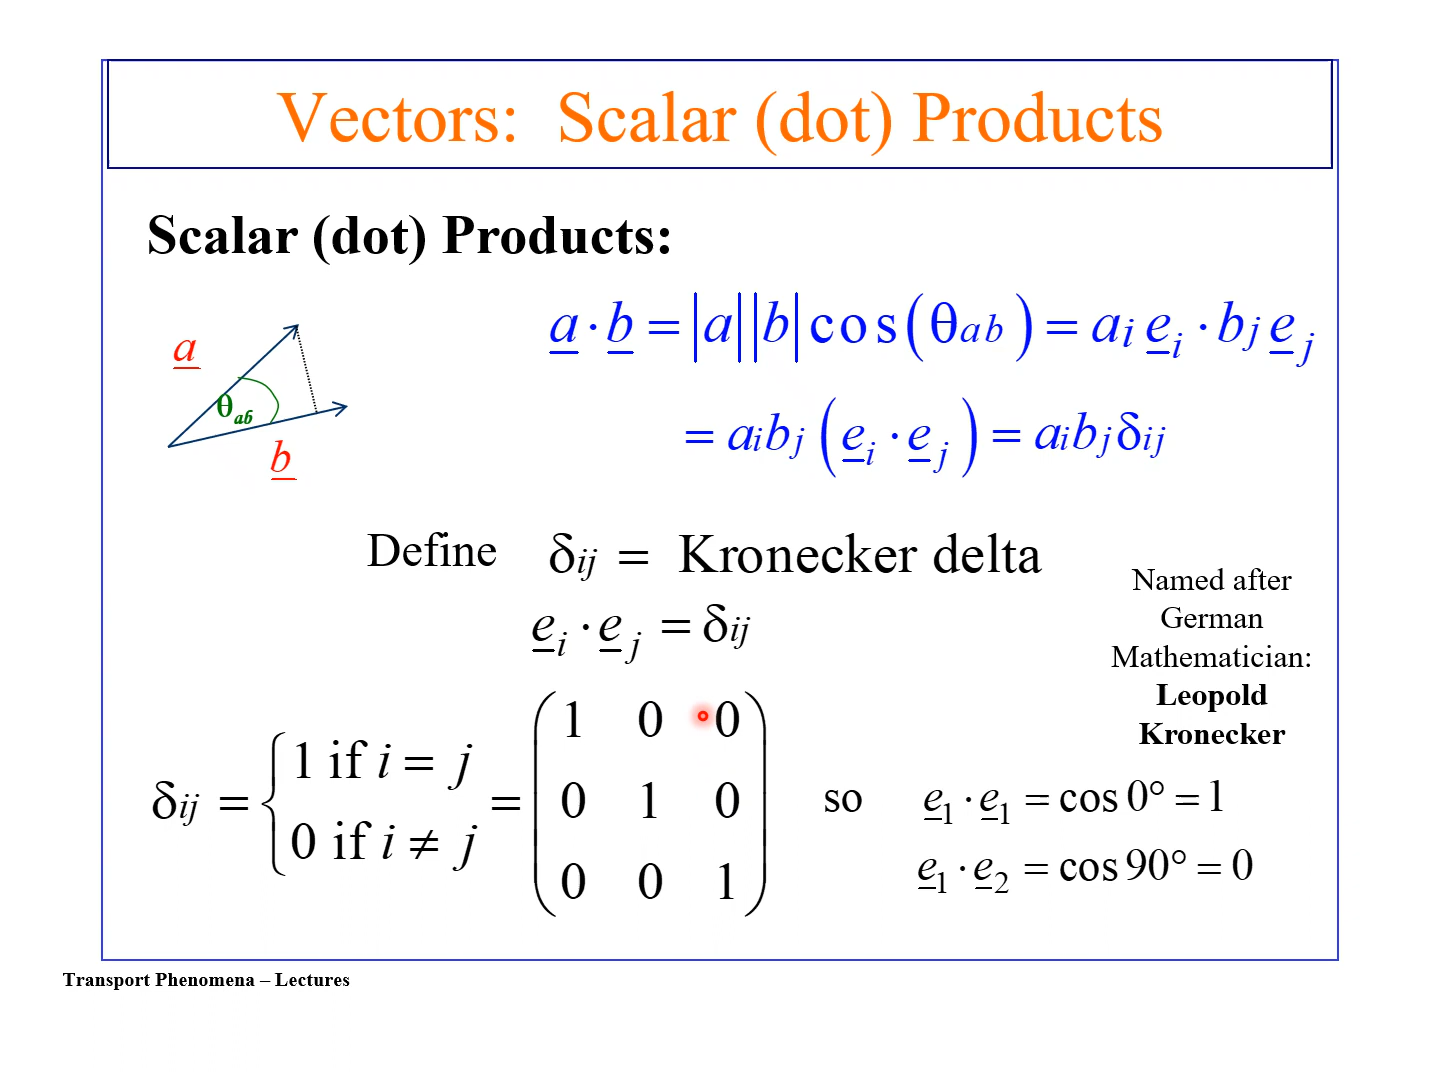 Vectors:  Scalar (dot) Products
Scalar (dot) Products:
a · b = |a||b| cos(θab) = ai ei · bj ej
= aibj (ei · ej) = aibjδij
a
θab
b
Define δij = Kronecker delta
ei · ej = δij
Named after
German
Mathematician:
Leopold
Kronecker
δij = { 1 if i = j
0 if i ≠ j
= ( 1 0 0
0 1 0
0 0 1 )
so e1 · e1 = cos 0° = 1
e1 · e2 = cos 90° = 0
Transport Phenomena – Lectures